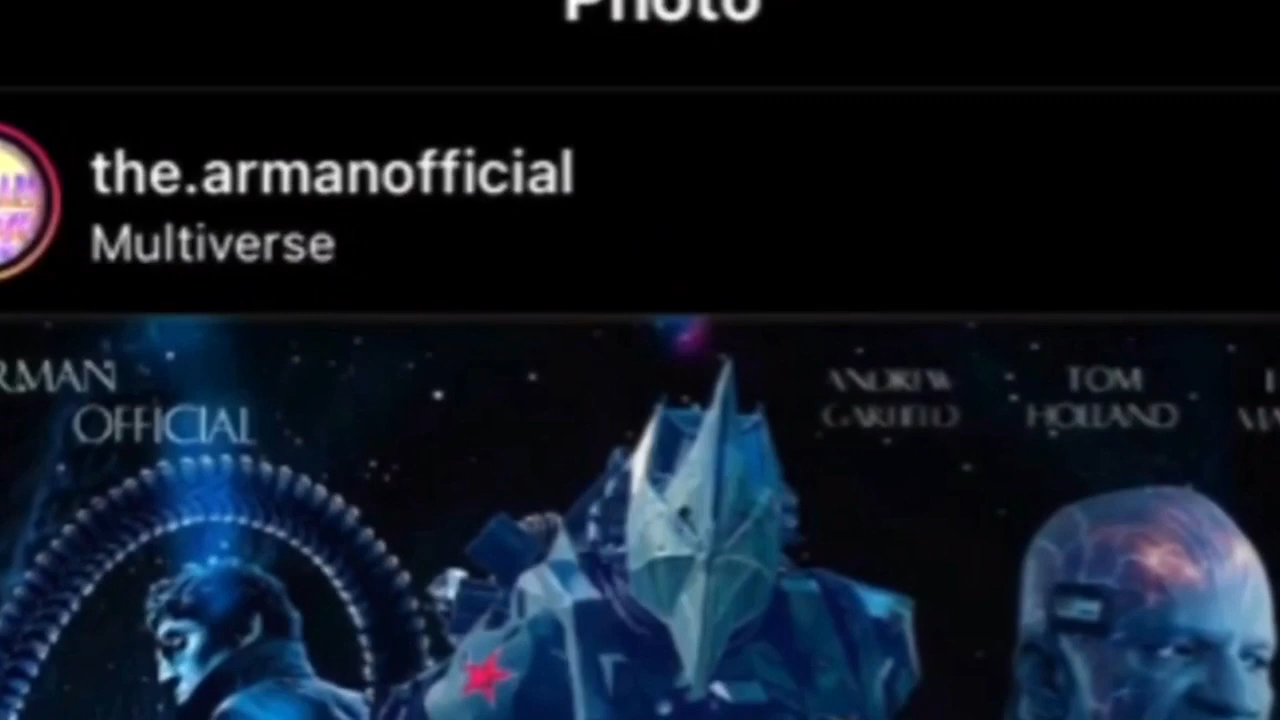 Photo
the.armanofficial
Multiverse
RMAN
OFFICIAL
ANDREW
GARFIELD
TOM
HOLLAND